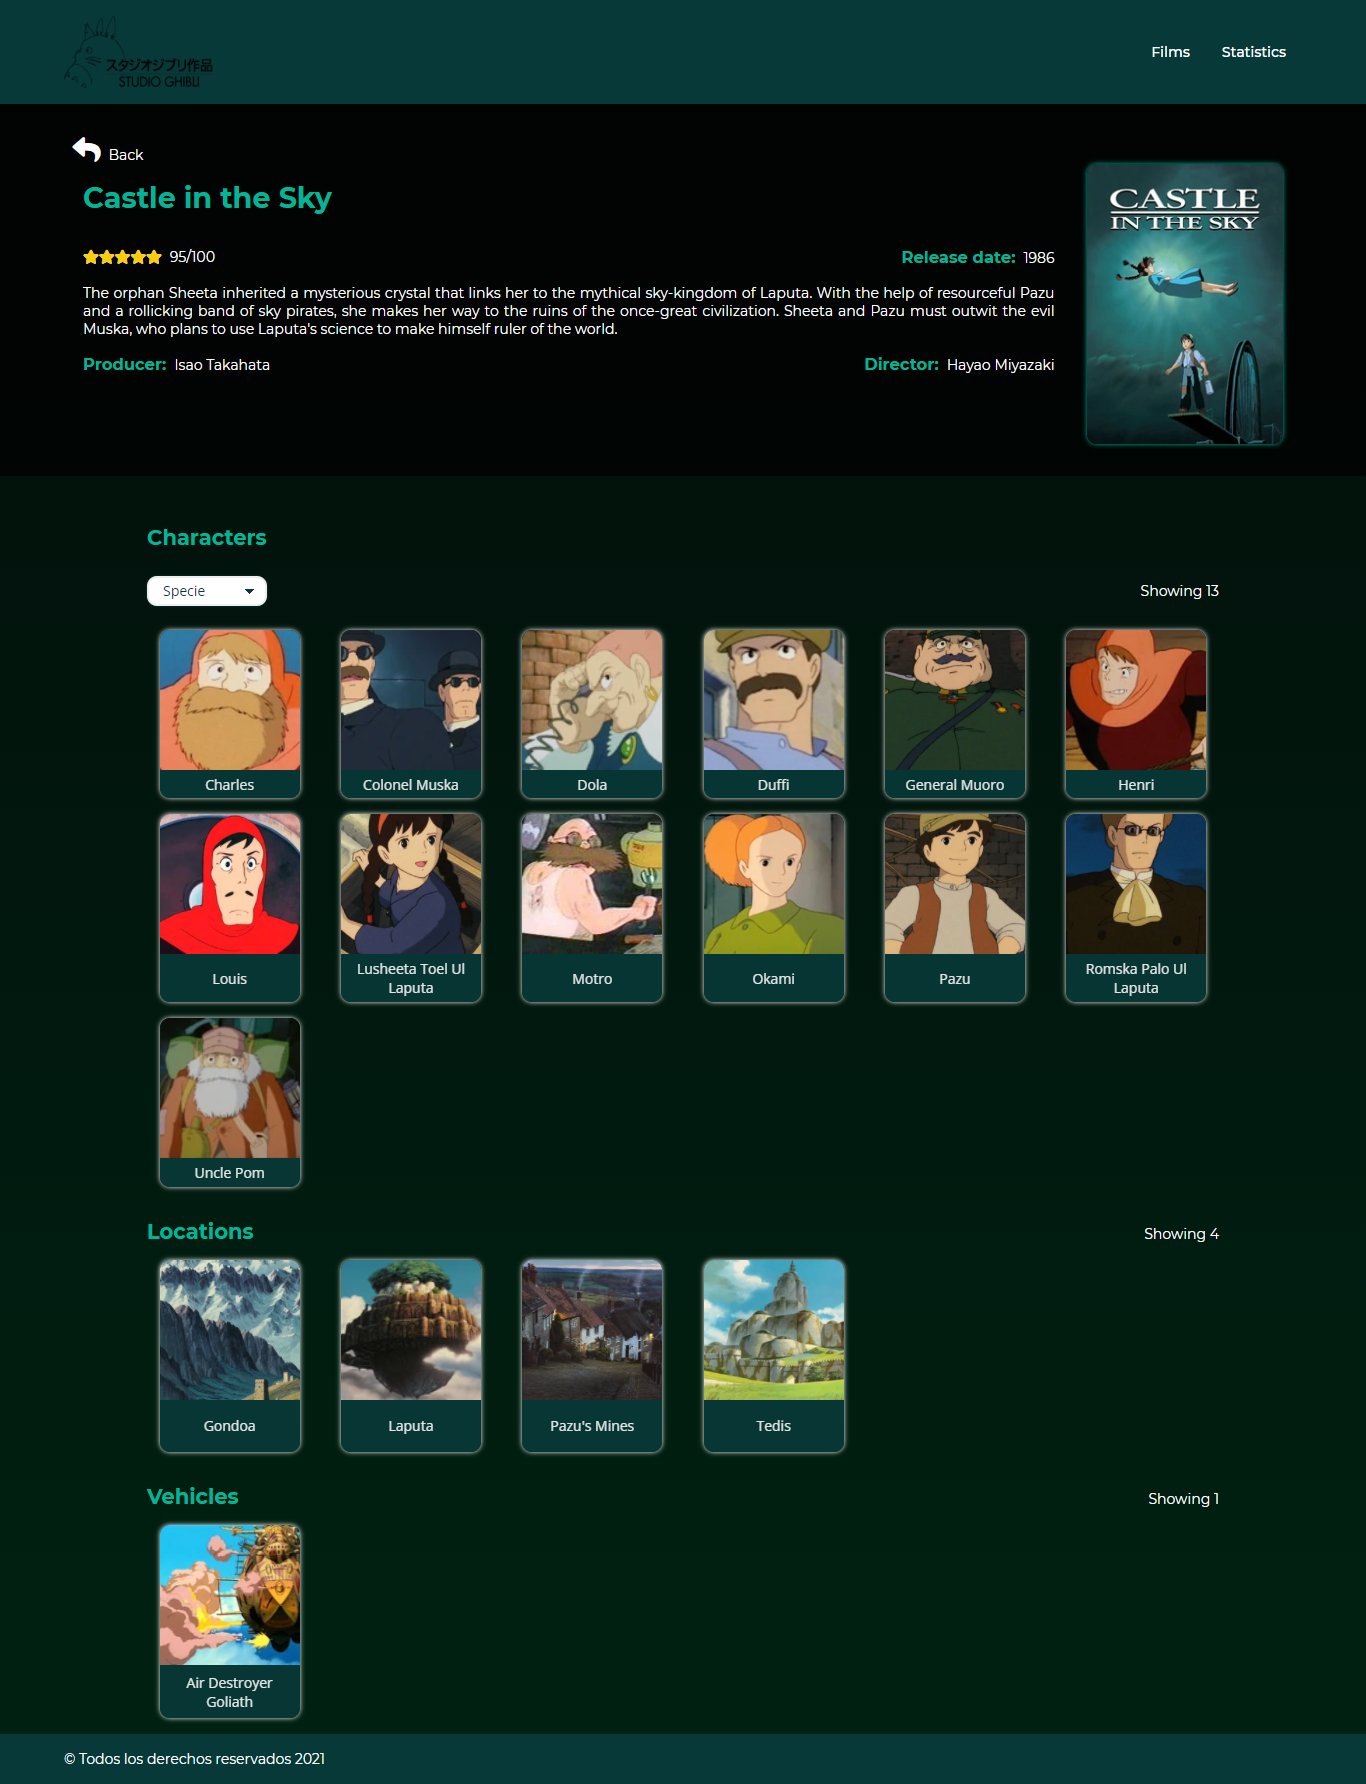 スタジオジブリ作品
STUDIO GHIBLI
Films
Statistics
Back
Castle in the Sky
95/100
Release date: 1986
The orphan Sheeta inherited a mysterious crystal that links her to the mythical sky-kingdom of Laputa. With the help of resourceful Pazu
and a rollicking band of sky pirates, she makes her way to the ruins of the once-great civilization. Sheeta and Pazu must outwit the evil
Muska, who plans to use Laputa's science to make himself ruler of the world.
Producer: Isao Takahata
Director: Hayao Miyazaki
CASTLE
IN THE SKY
Characters
Specie
Showing 13
Charles
Colonel Muska
Dola
Duffi
General Muoro
Henri
Louis
Lusheeta Toel Ul
Laputa
Motro
Okami
Pazu
Romska Palo Ul
Laputa
Uncle Pom
Locations
Showing 4
Gondoa
Laputa
Pazu's Mines
Tedis
Vehicles
Showing 1
Air Destroyer
Goliath
© Todos los derechos reservados 2021